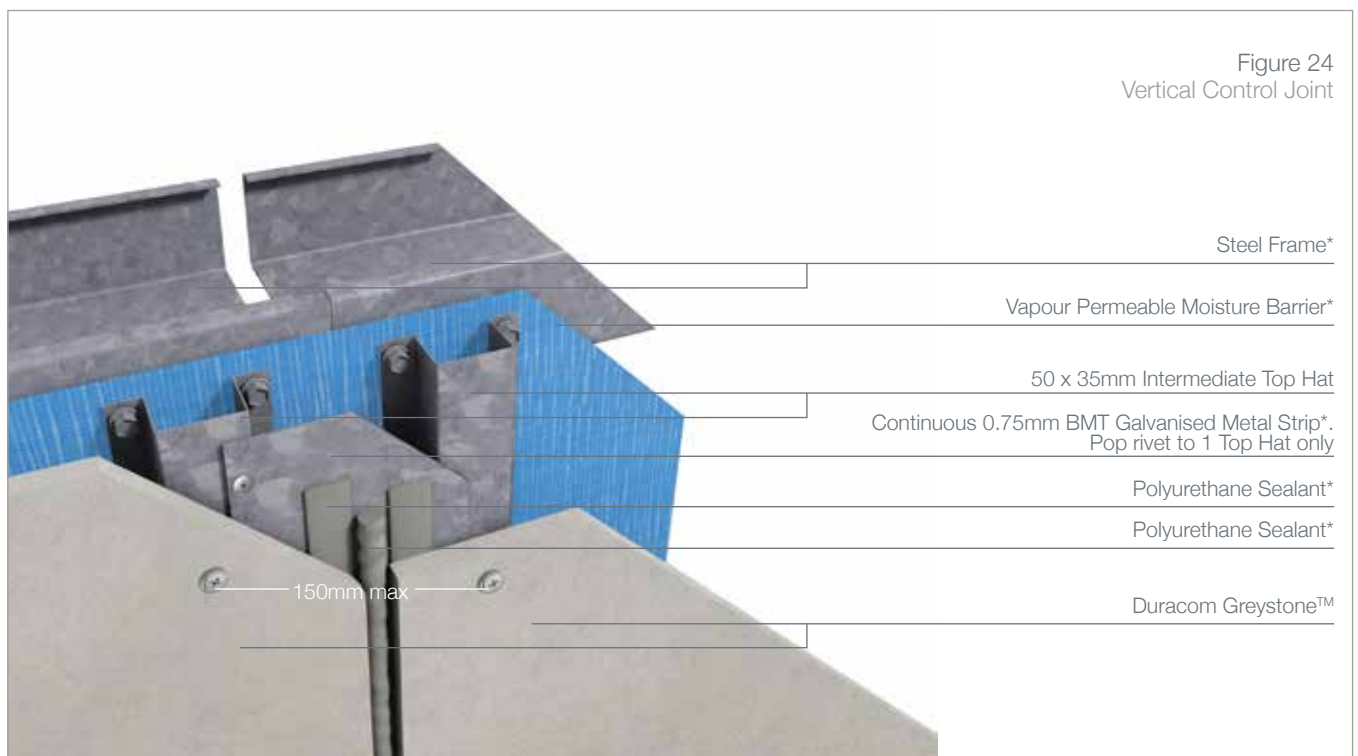 Figure 24
Vertical Control Joint
Steel Frame*
Vapour Permeable Moisture Barrier*
50 x 35mm Intermediate Top Hat
Continuous 0.75mm BMT Galvanised Metal Strip*.
Pop rivet to 1 Top Hat only
Polyurethane Sealant*
Polyurethane Sealant*
150mm max
Duracom Greystone™